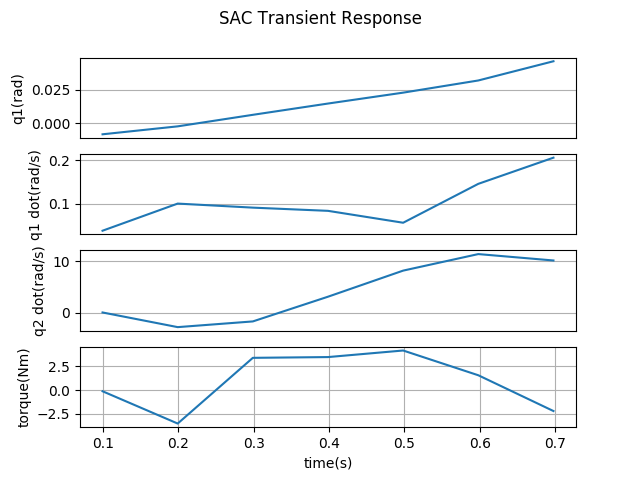 SAC Transient Response
q1(rad)
0.025
0.000
q1 dot(rad/s)
0.2
0.1
q2 dot(rad/s)
10
0
torque(Nm)
2.5
0.0
−2.5
0.1 0.2 0.3 0.4 0.5 0.6 0.7
time(s)